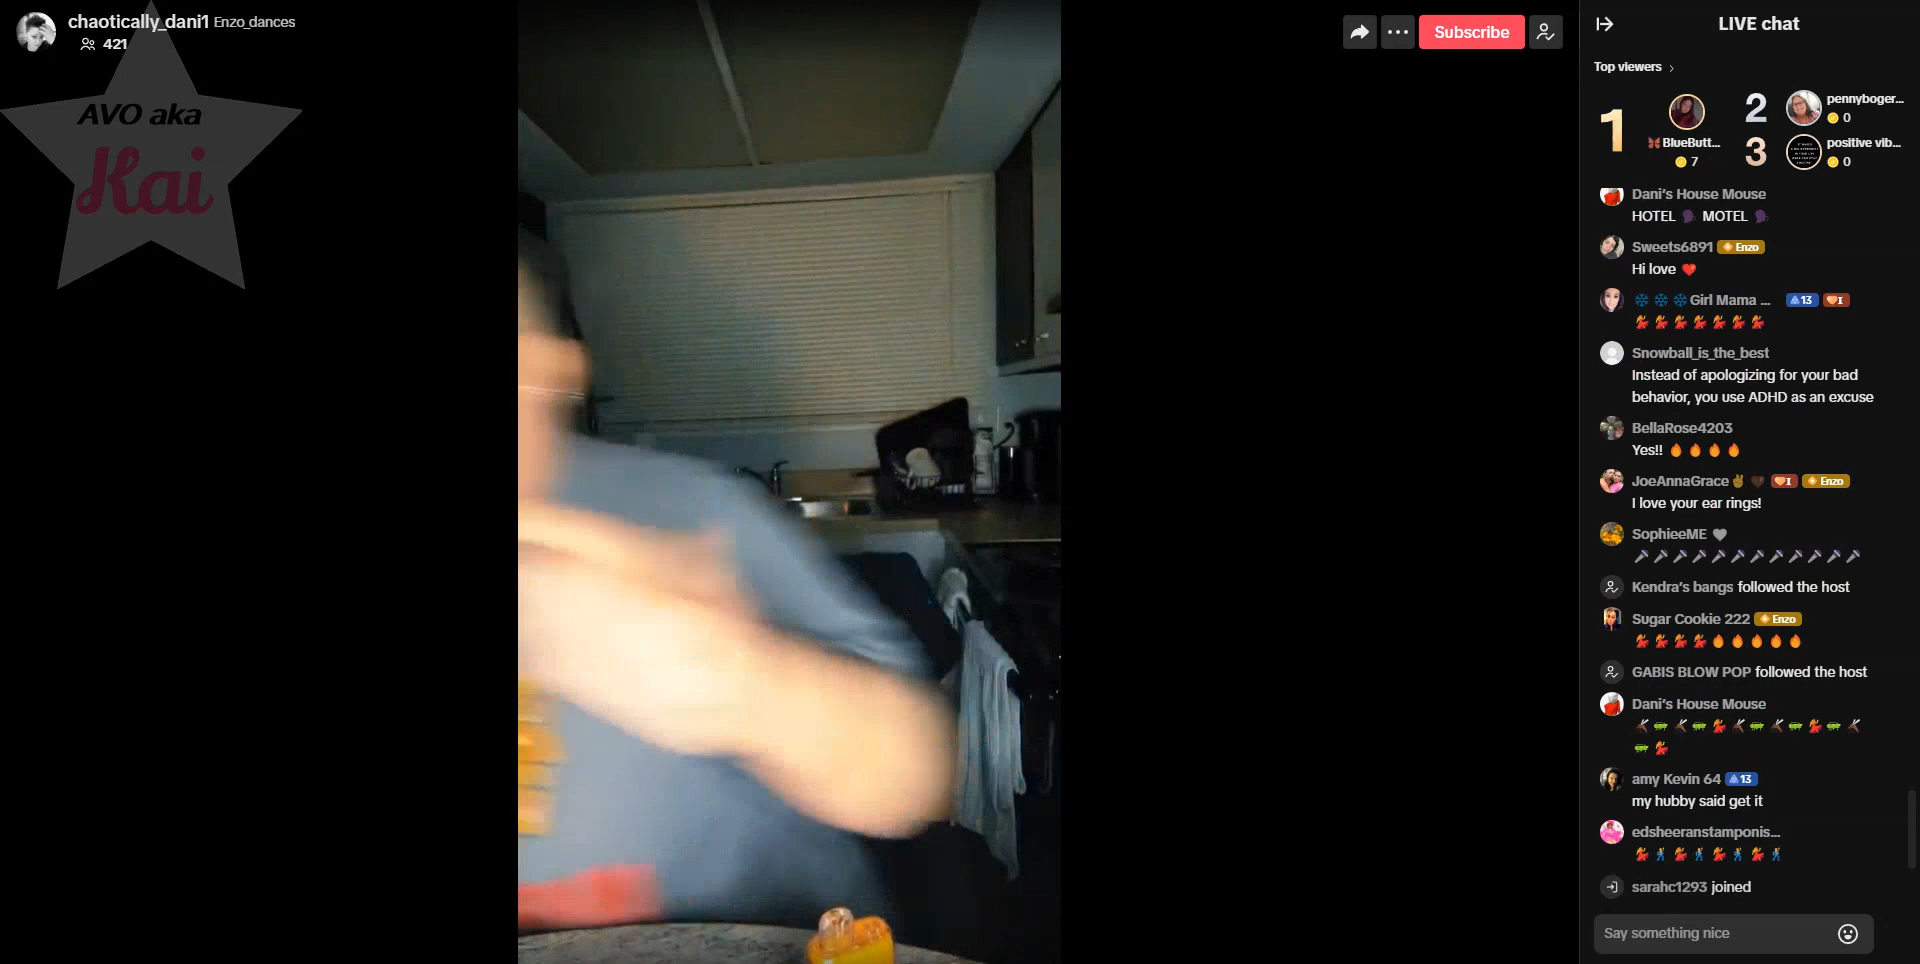 chaotically_dani1 Enzo_dances
421
AVO aka
Kai
Subscribe
LIVE chat
Top viewers
1
BlueButt...
7
2
pennyboger...
0
3
positive vib...
0
Dani's House Mouse
HOTEL 🗣 MOTEL 🗣
Sweets6891 Enzo
Hi love ❤️
❄️❄️❄️Girl Mama ... 13 I
💃💃💃💃💃💃💃
Snowball_is_the_best
Instead of apologizing for your bad
behavior, you use ADHD as an excuse
BellaRose4203
Yes!! 🔥🔥🔥🔥
JoeAnnaGrace✌🖤 I Enzo
I love your ear rings!
SophieeME 🤍
🎤🎤🎤🎤🎤🎤🎤🎤🎤🎤🎤🎤
Kendra's bangs followed the host
Sugar Cookie 222 Enzo
💃💃💃💃🔥🔥🔥🔥🔥
GABIS BLOW POP followed the host
Dani's House Mouse
🪳🦗🪳🦗💃🪳🦗🪳🦗💃🦗🪳
🦗💃
amy Kevin 64 13
my hubby said get it
edsheeranstamponis...
💃🕺💃🕺💃🕺💃🕺
sarahc1293 joined
Say something nice